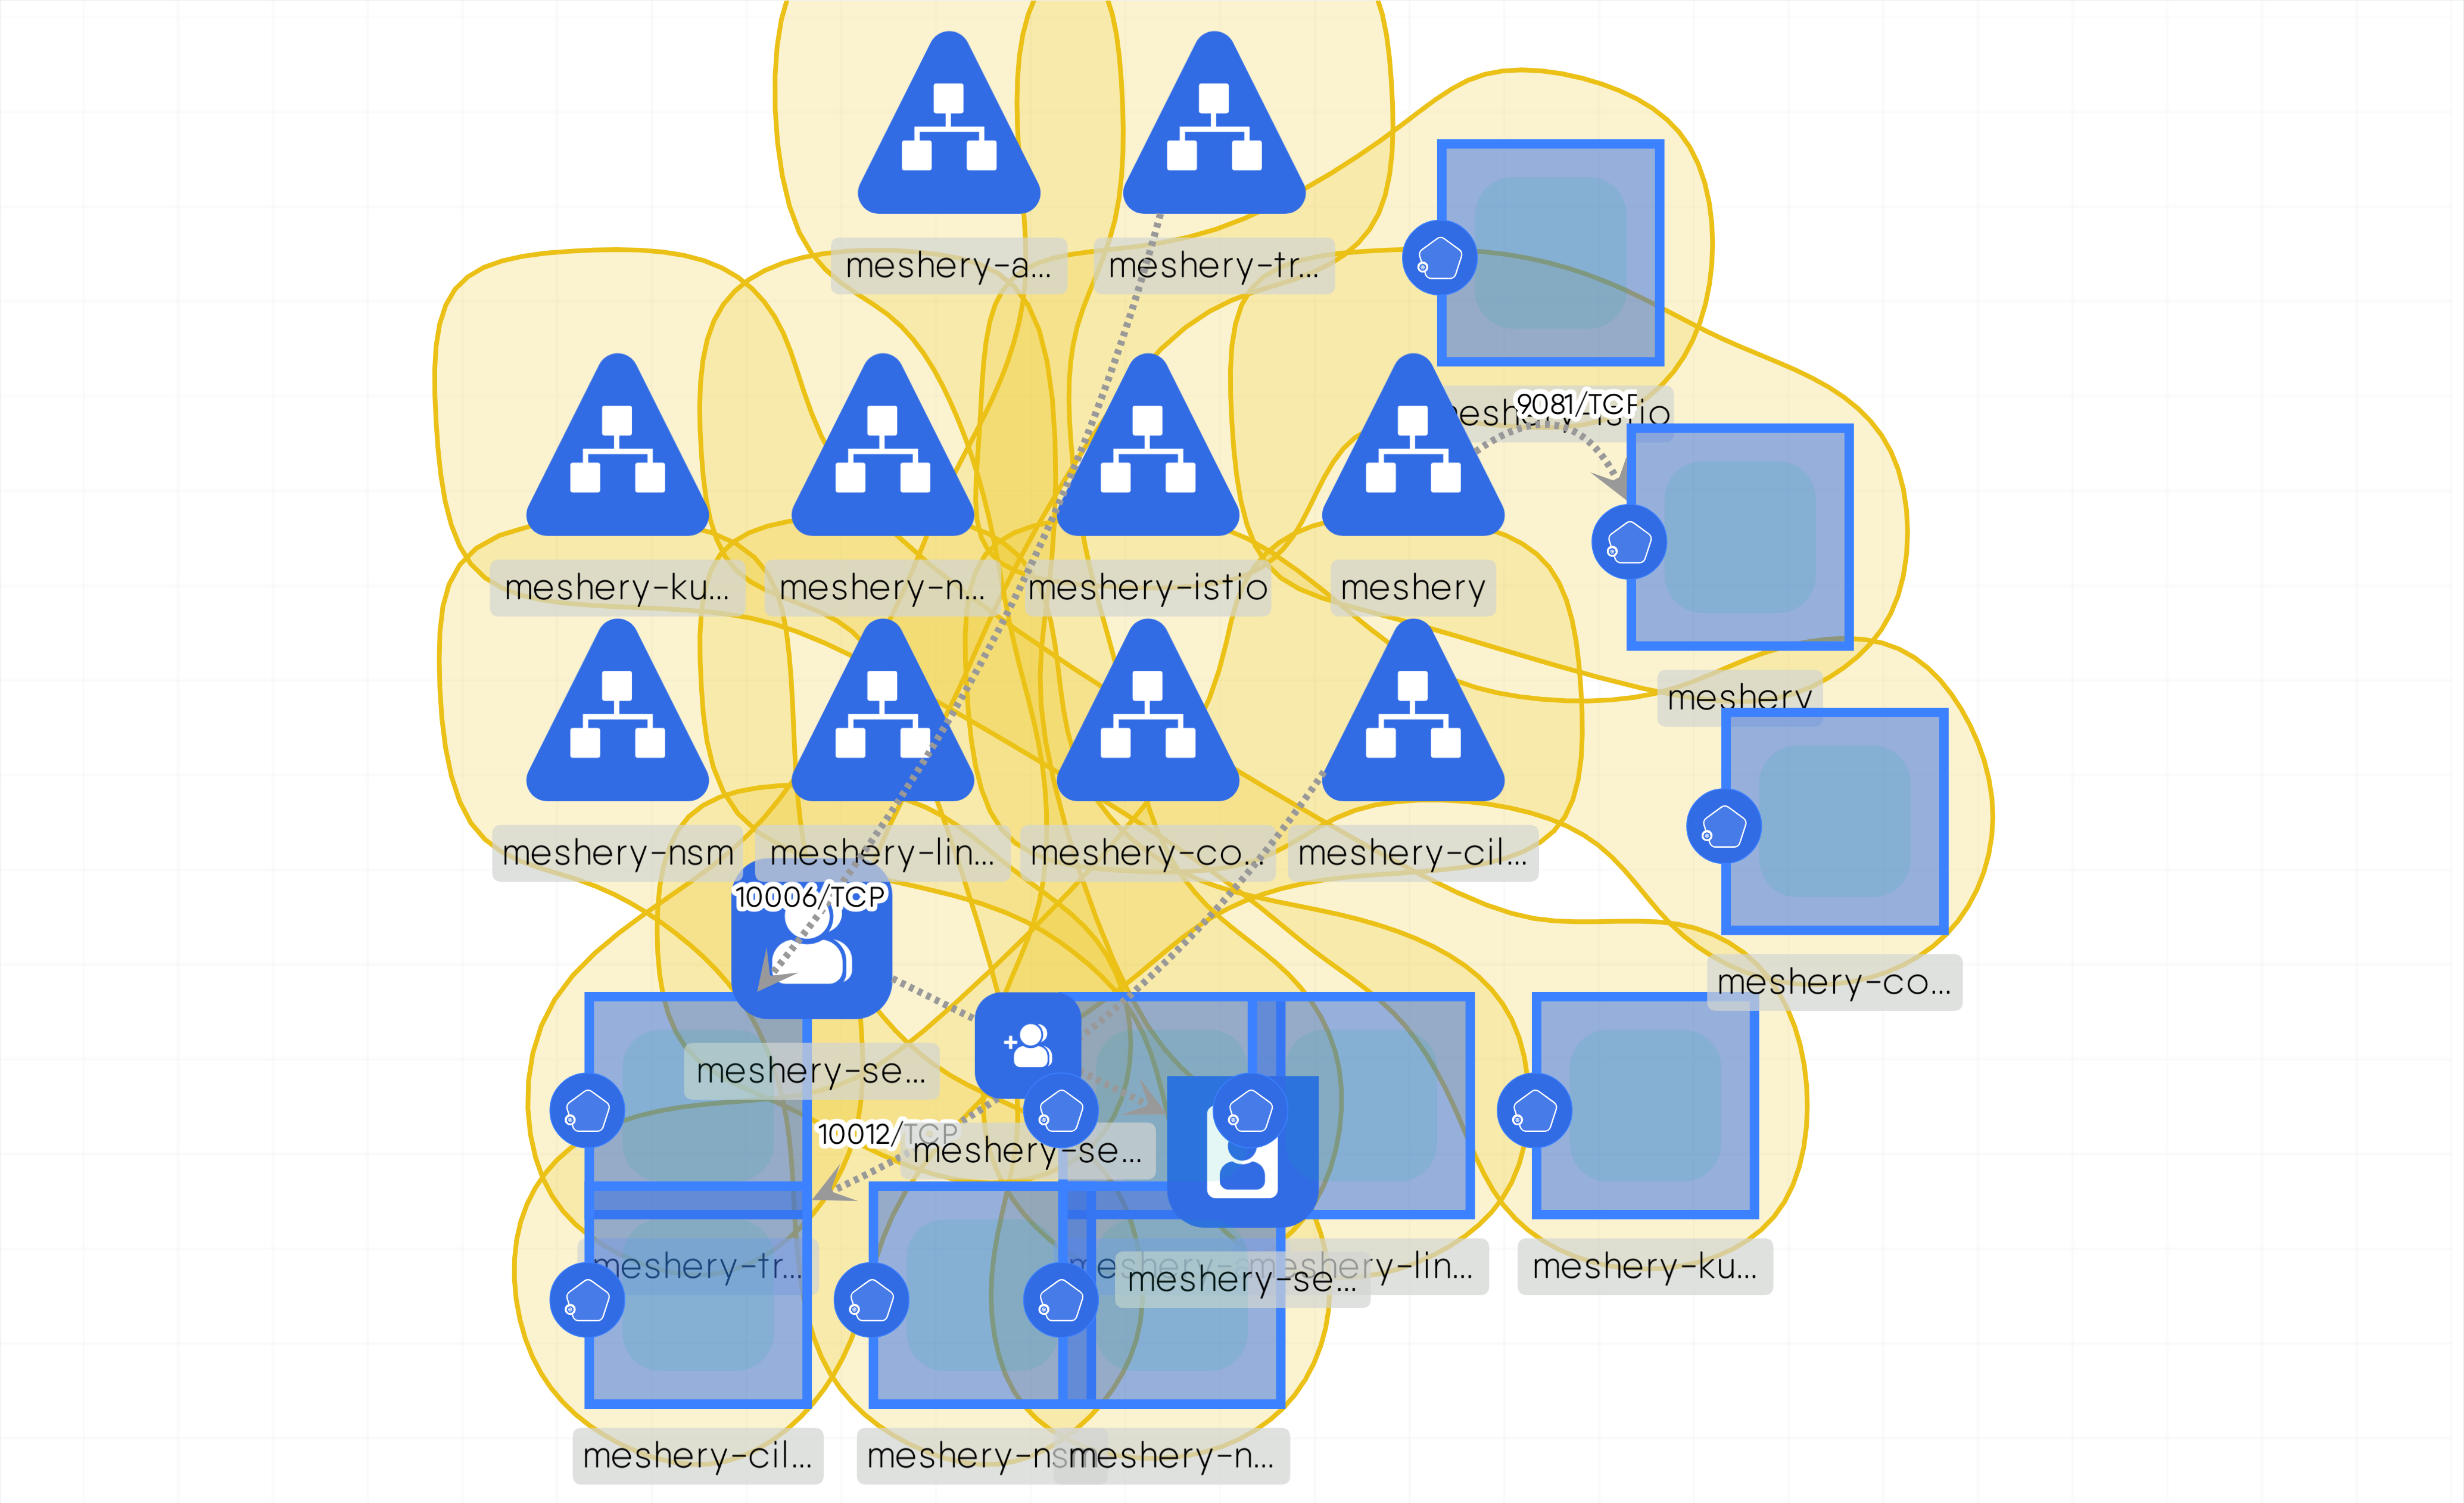 meshery-a...
meshery-tr...
meshery-istio
9081/TCP
meshery-ku...
meshery-n...
meshery-istio
meshery
meshery
meshery-nsm
meshery-lin...
meshery-co...
meshery-cil...
10006/TCP
meshery-co...
meshery-se...
10012/TCP
meshery-se...
meshery-tr...
meshery-se...
meshery-lin...
meshery-ku...
meshery-cil...
meshery-nsm
meshery-n...